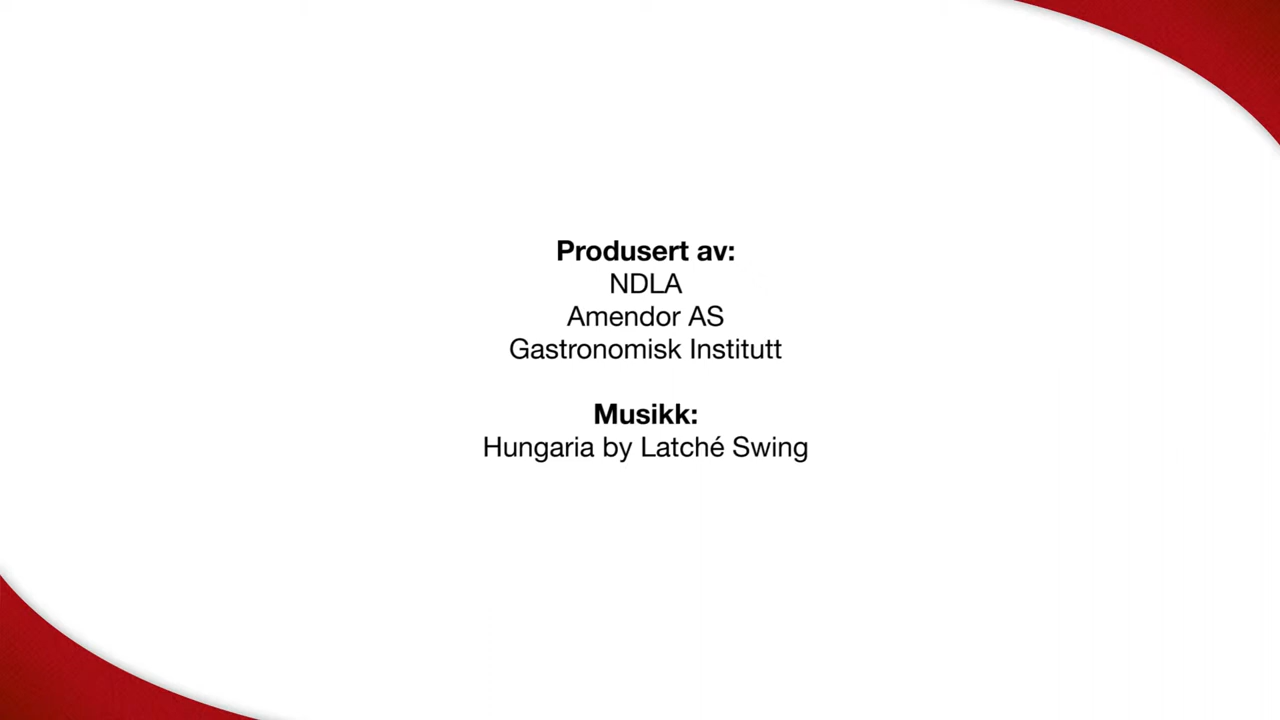 Produsert av:
NDLA
Amendor AS
Gastronomisk Institutt
Musikk:
Hungaria by Latché Swing